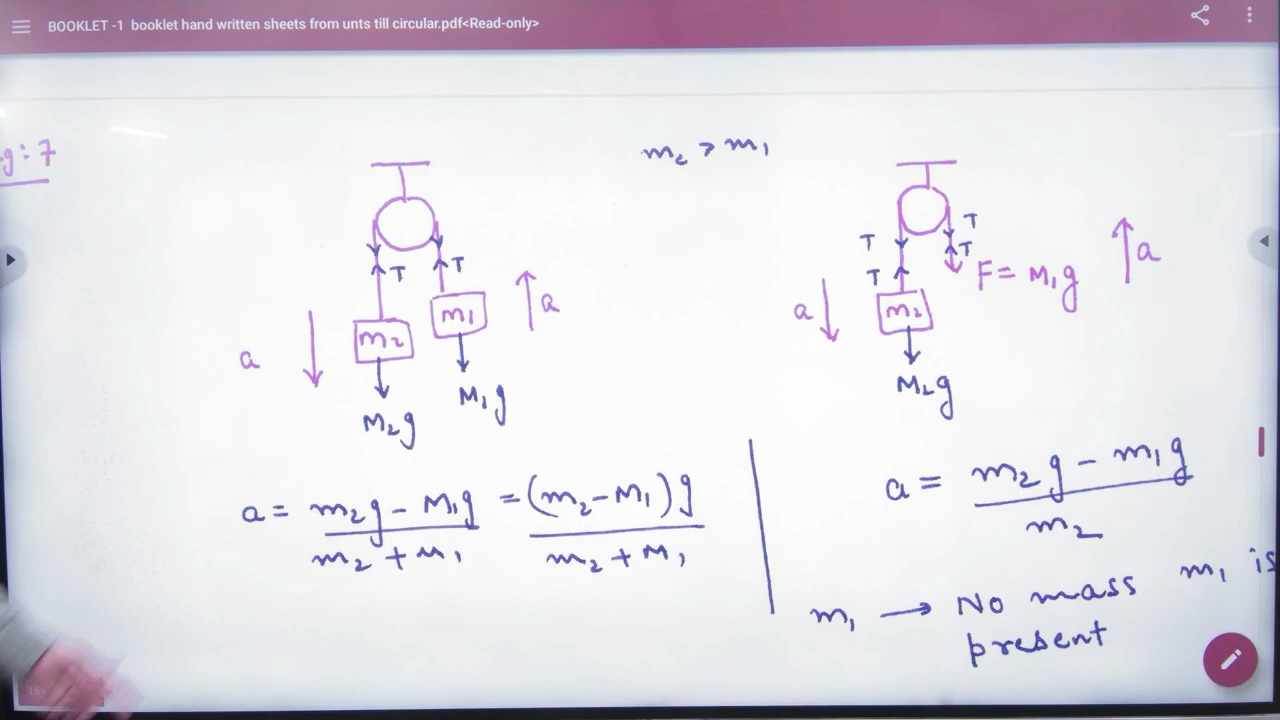 BOOKLET -1 booklet hand written sheets from unts till circular.pdf<Read-only>
g:7
m₂ > m₁
T
T
m₂
m₁
a
a
M₂g
M₁g
a = m₂g - M₁g / m₂ + M₁ = (m₂-M₁)g / m₂ + M₁
T
T
T
T
F = M₁g
a
a
m₂
M₂g
a = m₂g - m₁g / m₂
m₁ → No mass m₁ is
present